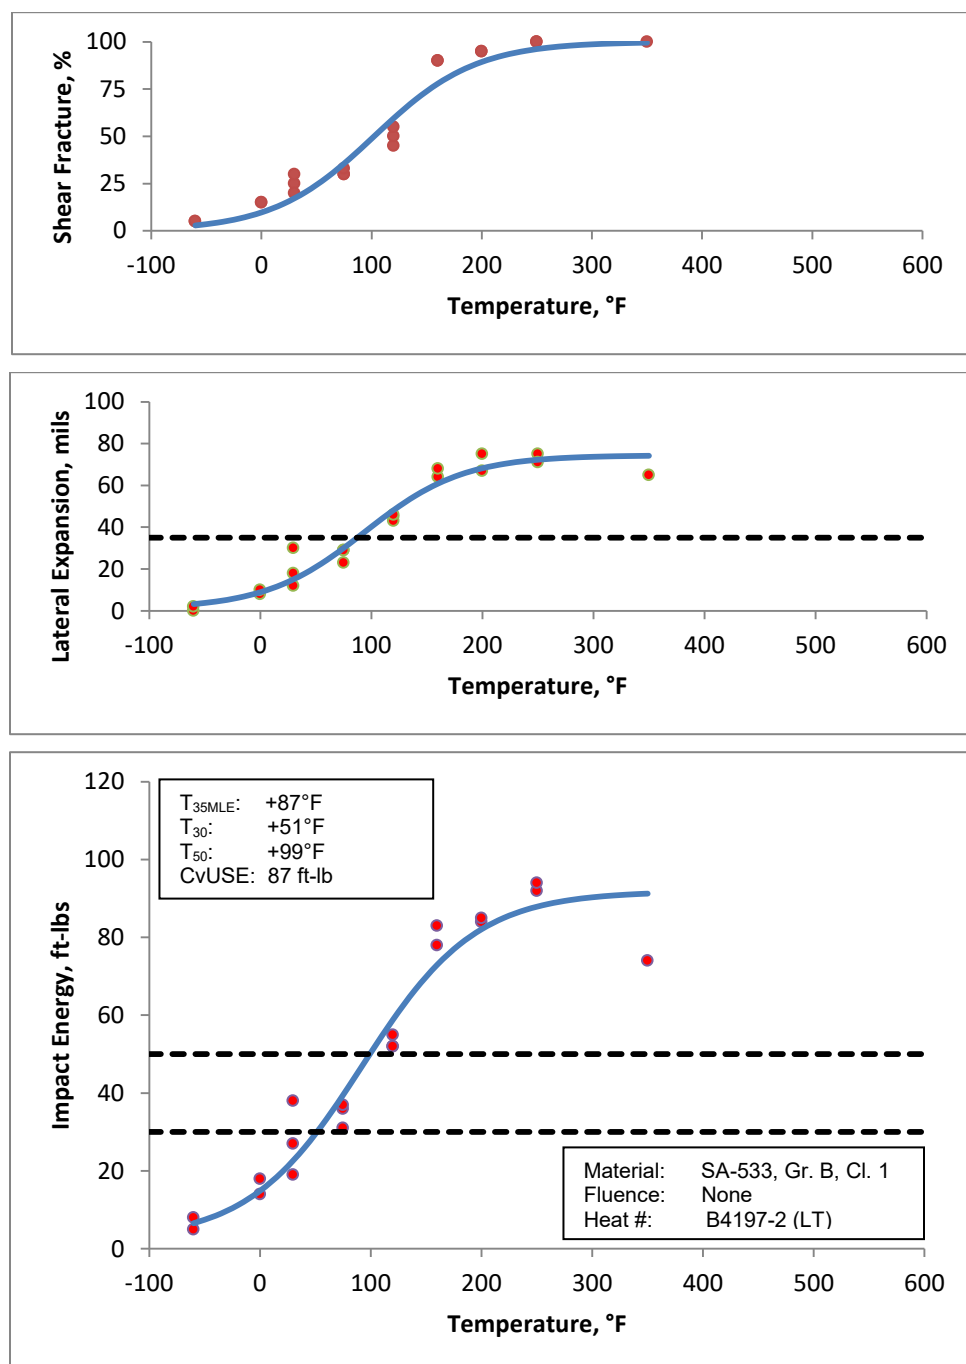 Shear Fracture, %
100
75
50
25
0
-100 0 100 200 300 400 500 600
Temperature, °F
Lateral Expansion, mils
100
80
60
40
20
0
-100 0 100 200 300 400 500 600
Temperature, °F
Impact Energy, ft-lbs
120
100
80
60
40
20
0
T35MLE: +87°F
T30: +51°F
T50: +99°F
CvUSE: 87 ft-lb
Material: SA-533, Gr. B, Cl. 1
Fluence: None
Heat #: B4197-2 (LT)
-100 0 100 200 300 400 500 600
Temperature, °F